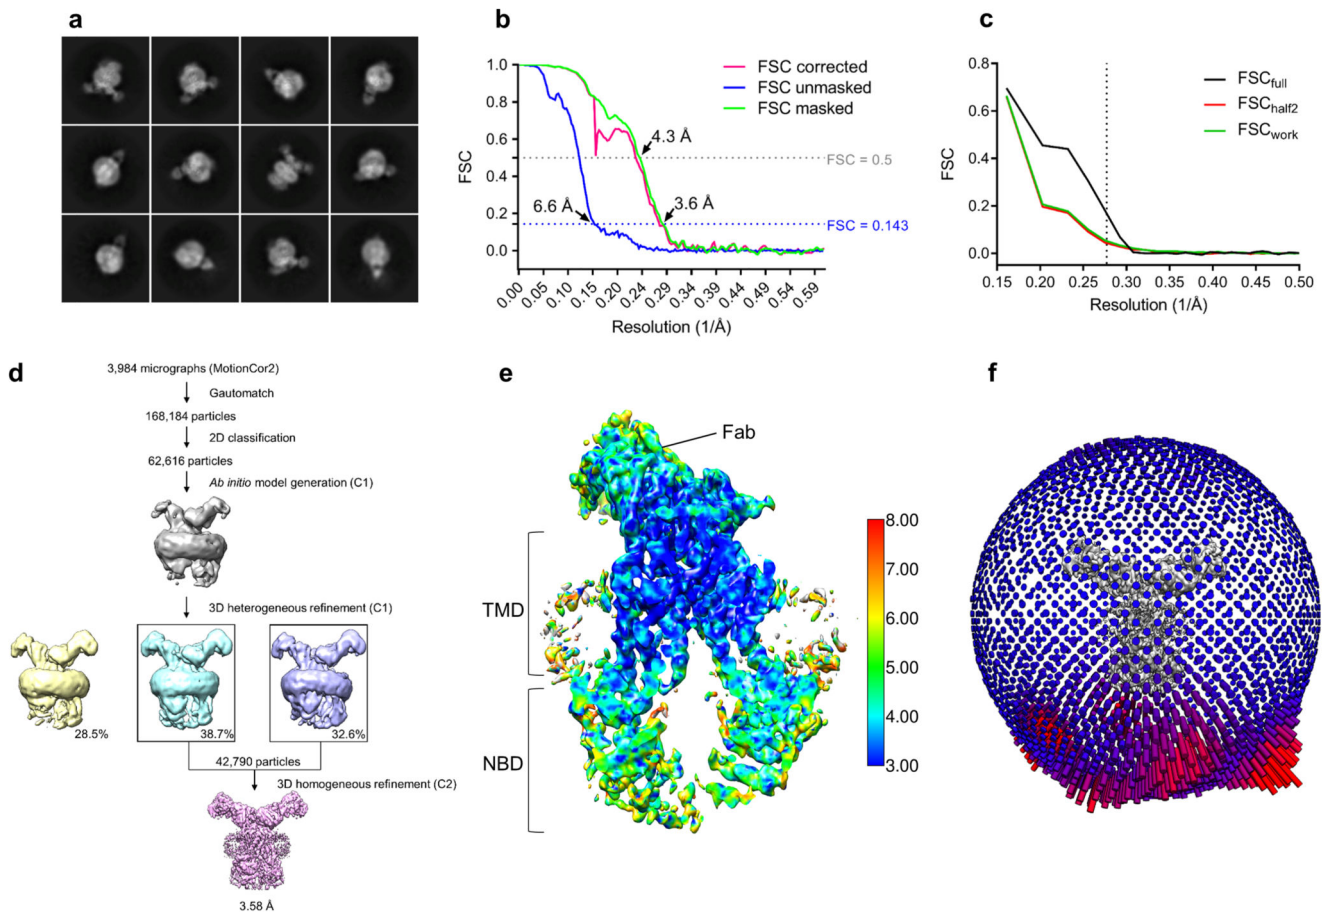 a
b
1.0
0.8
0.6
0.4
0.2
0.0
FSC
FSC corrected
FSC unmasked
FSC masked
4.3 Å
FSC = 0.5
6.6 Å
3.6 Å
FSC = 0.143
0.00 0.05 0.10 0.15 0.20 0.24 0.29 0.34 0.39 0.44 0.49 0.54 0.59
Resolution (1/Å)
c
0.8
0.6
0.4
0.2
0.0
FSC
FSCfull
FSChalf2
FSCwork
0.15 0.20 0.25 0.30 0.35 0.40 0.45 0.50
Resolution (1/Å)
d
3,984 micrographs (MotionCor2)
Gautomatch
168,184 particles
2D classification
62,616 particles
Ab initio model generation (C1)
3D heterogeneous refinement (C1)
28.5%
38.7%
32.6%
42,790 particles
3D homogeneous refinement (C2)
3.58 Å
e
Fab
TMD
NBD
8.00
7.00
6.00
5.00
4.00
3.00
f